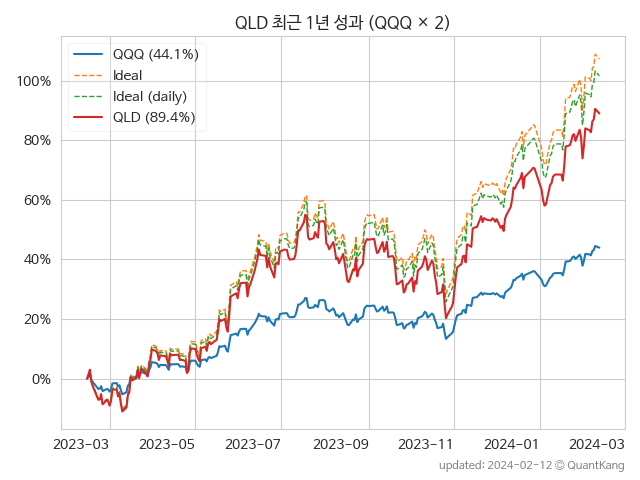 QLD 최근 1년 성과 (QQQ × 2)
QQQ (44.1%)
Ideal
Ideal (daily)
QLD (89.4%)
100%
80%
60%
40%
20%
0%
2023-03 2023-05 2023-07 2023-09 2023-11 2024-01 2024-03
updated: 2024-02-12 © QuantKang